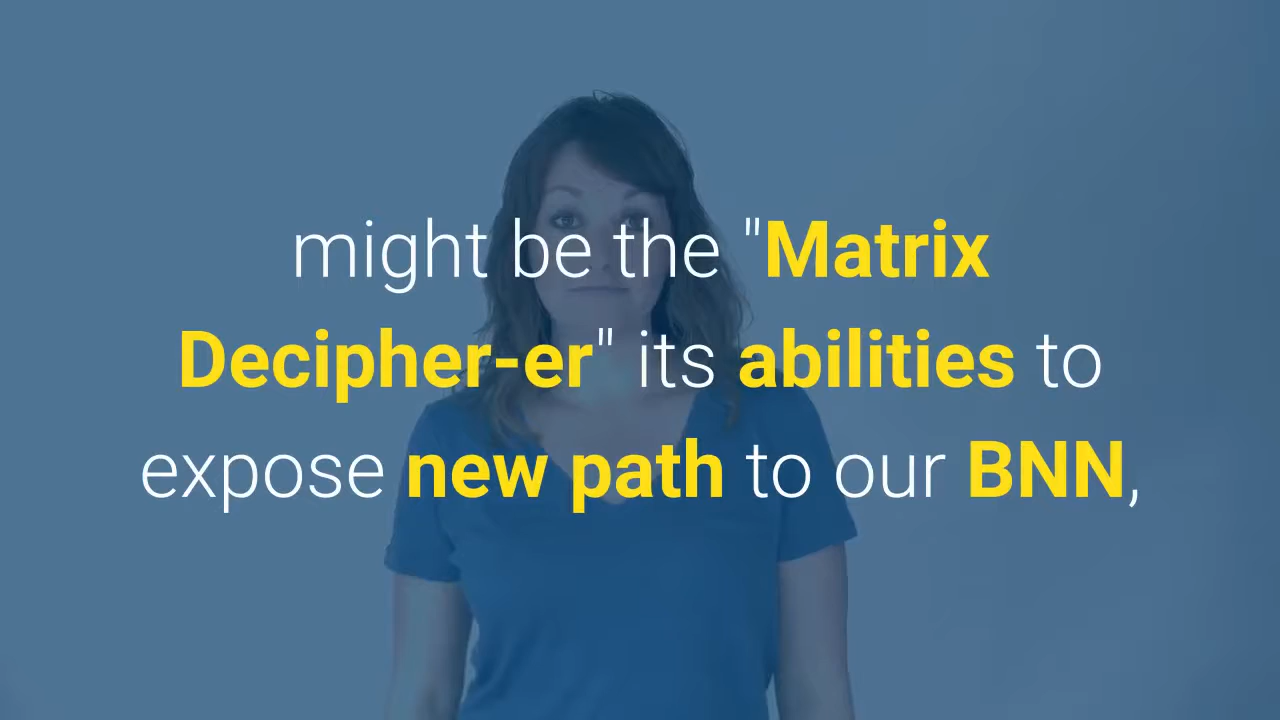 might be the "Matrix
Decipher-er" its abilities to
expose new path to our BNN,